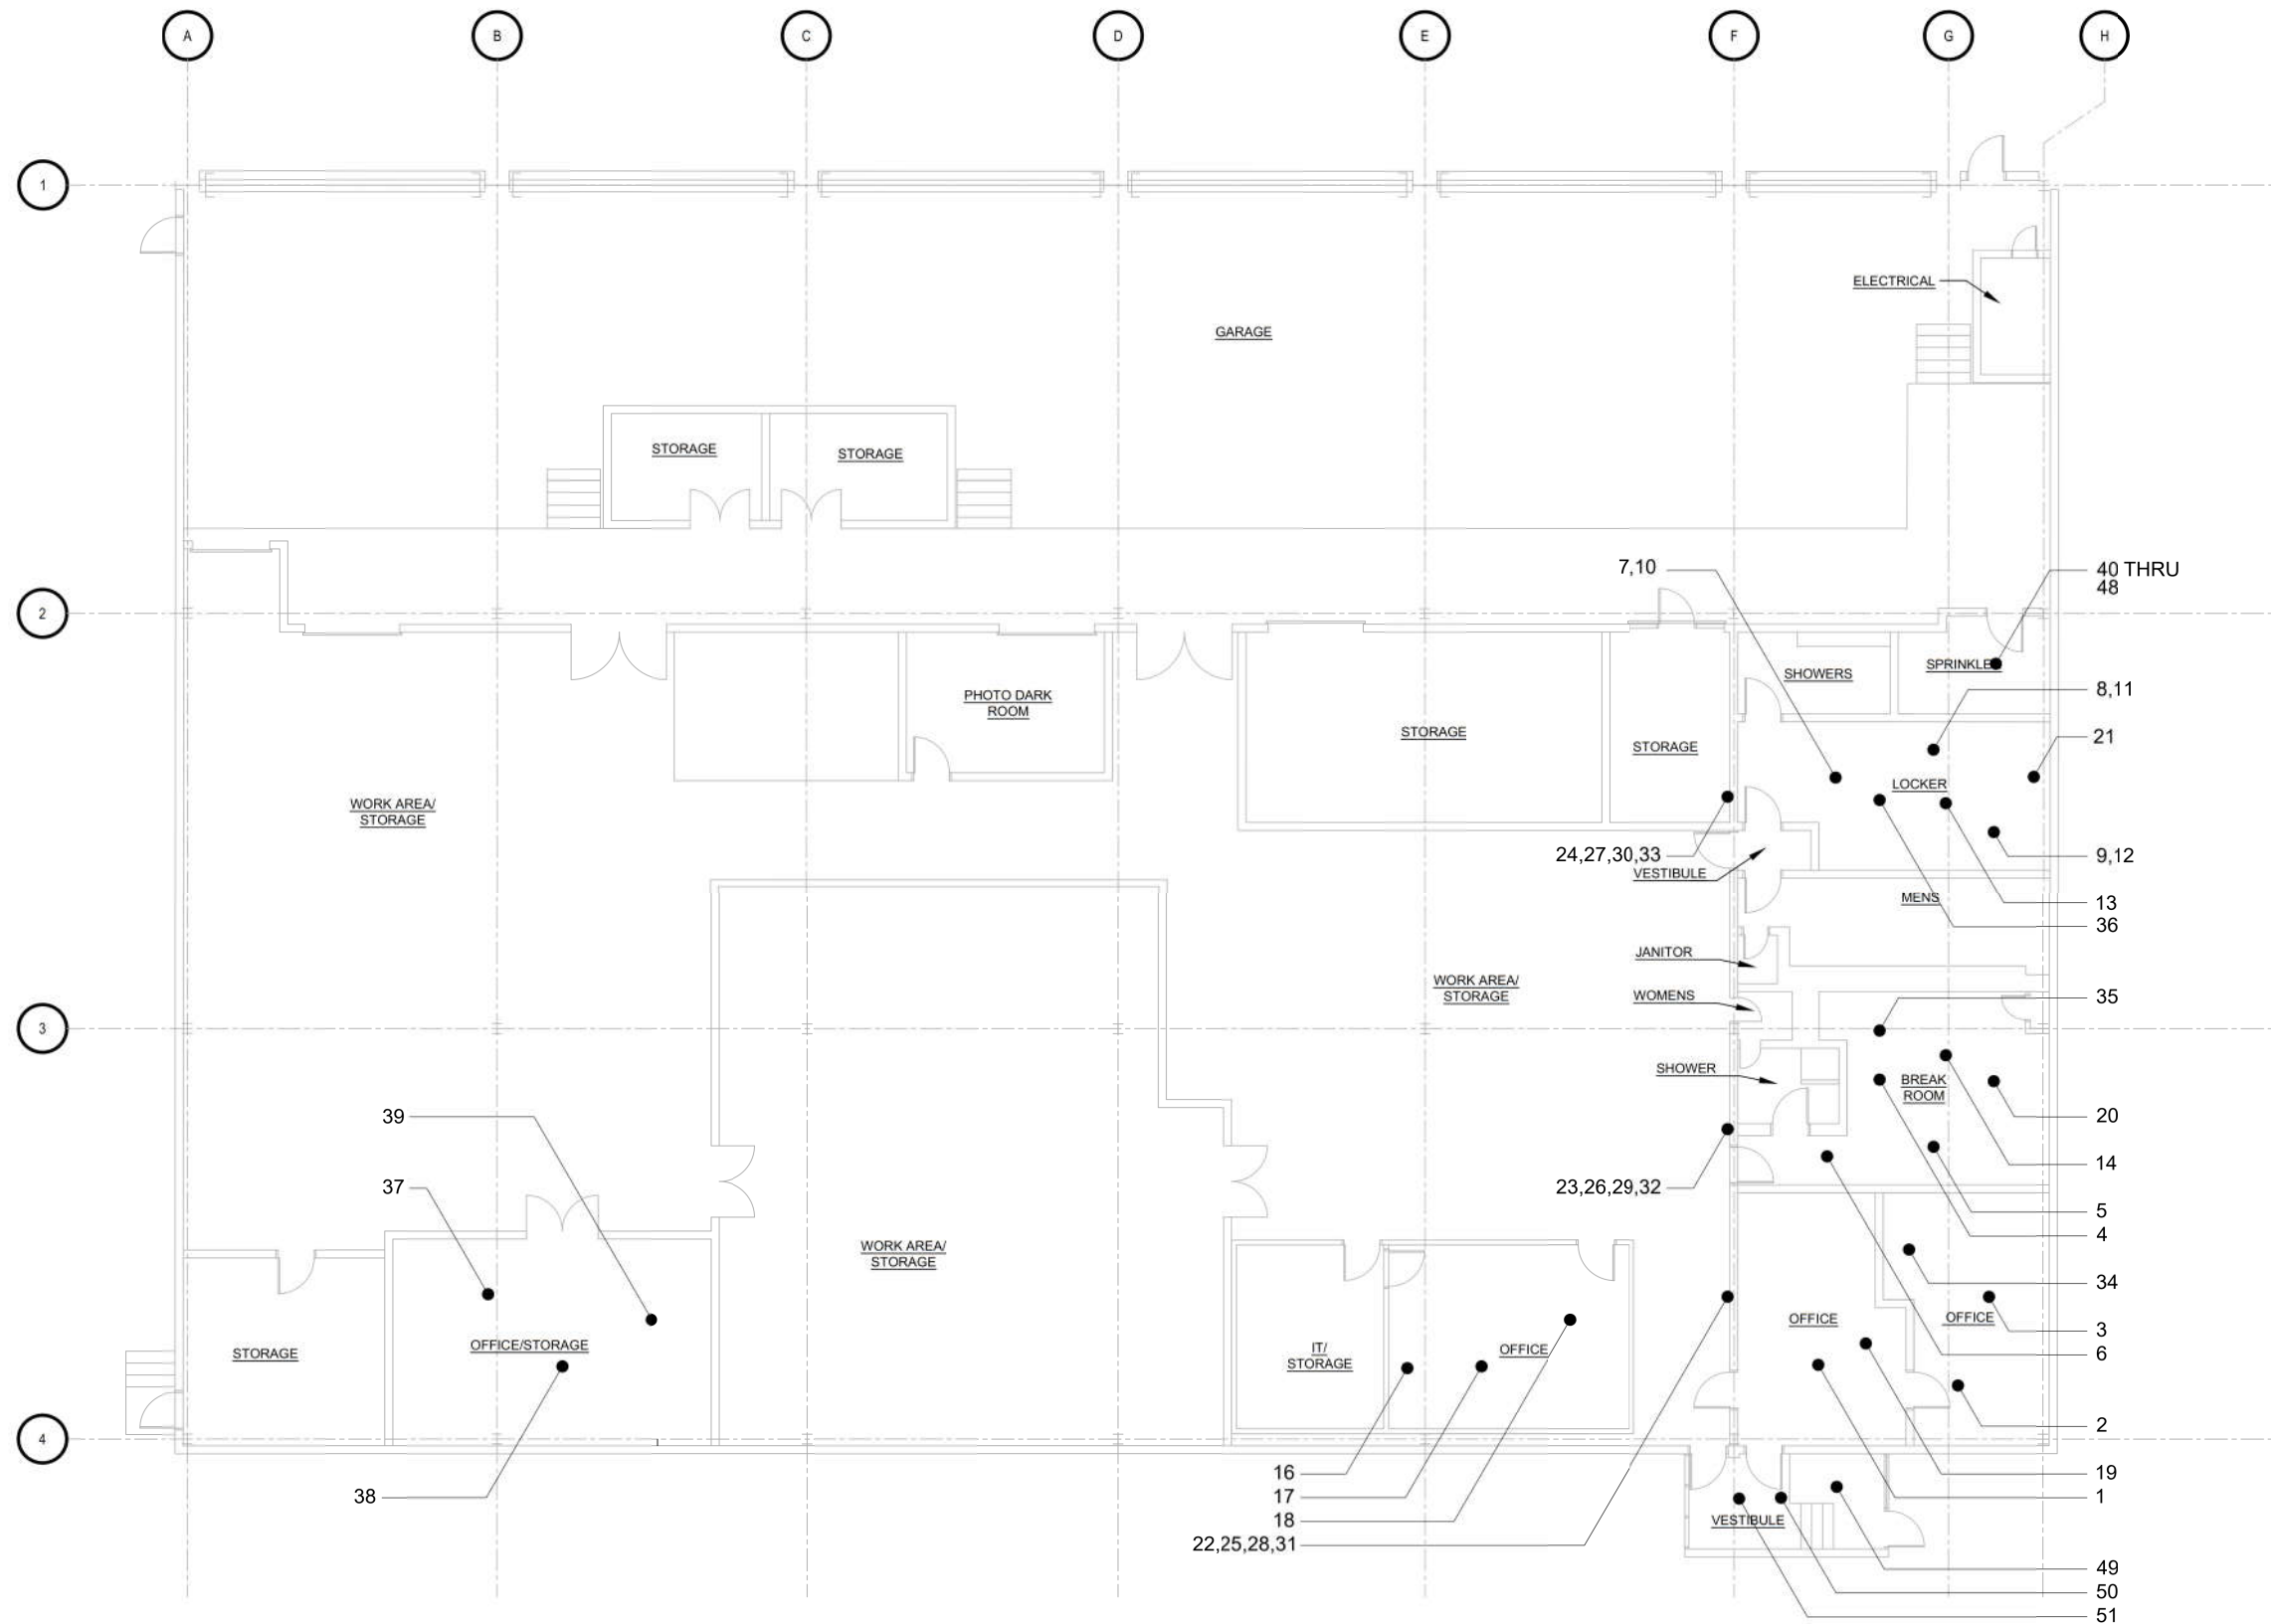 A
B
C
D
E
F
G
H
1
ELECTRICAL
GARAGE
STORAGE
STORAGE
7,10
40 THRU
48
2
SPRINKLER
SHOWERS
8,11
PHOTO DARK
ROOM
STORAGE
STORAGE
21
LOCKER
WORK AREA/
STORAGE
24,27,30,33
9,12
VESTIBULE
MENS
13
36
JANITOR
WORK AREA/
STORAGE
WOMENS
35
3
SHOWER
BREAK
ROOM
39
20
14
37
23,26,29,32
5
4
WORK AREA/
STORAGE
34
OFFICE
OFFICE
3
OFFICE/STORAGE
STORAGE
IT/
STORAGE
OFFICE
6
2
4
16
19
38
17
1
18
VESTIBULE
22,25,28,31
49
50
51